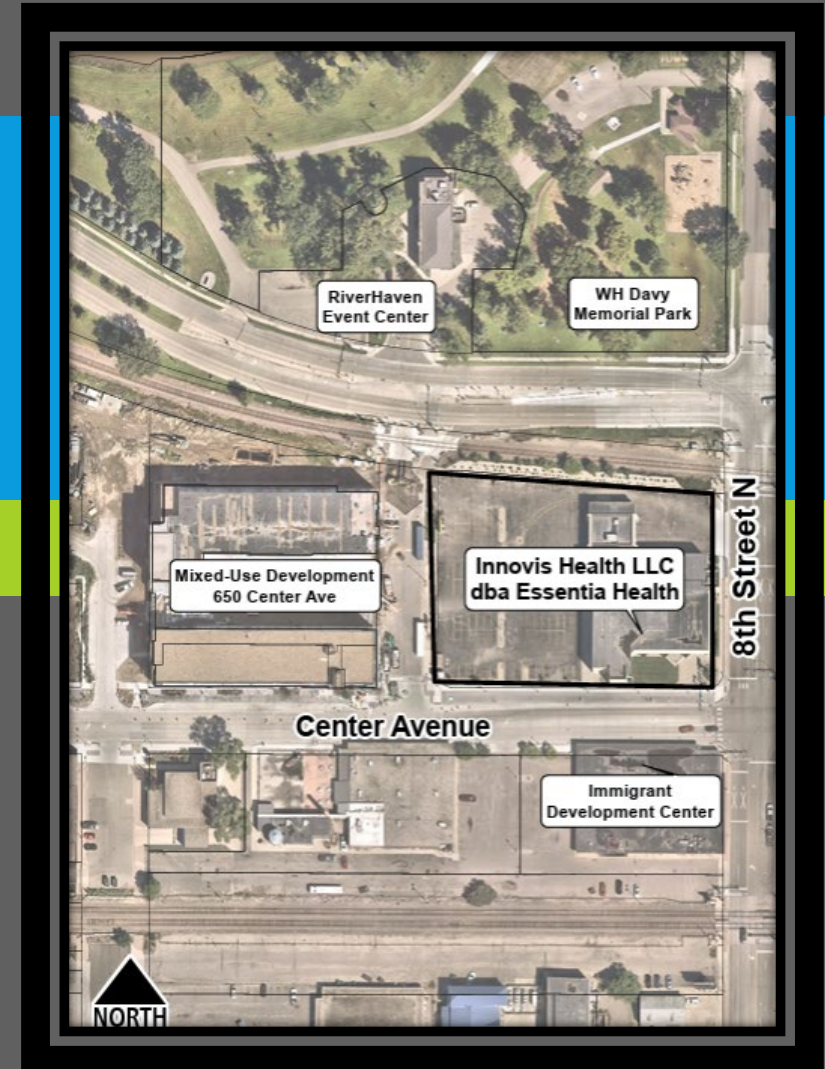 RiverHaven
Event Center
WH Davy
Memorial Park
Mixed-Use Development
650 Center Ave
Innovis Health LLC
dba Essentia Health
8th Street N
Center Avenue
Immigrant
Development Center
NORTH